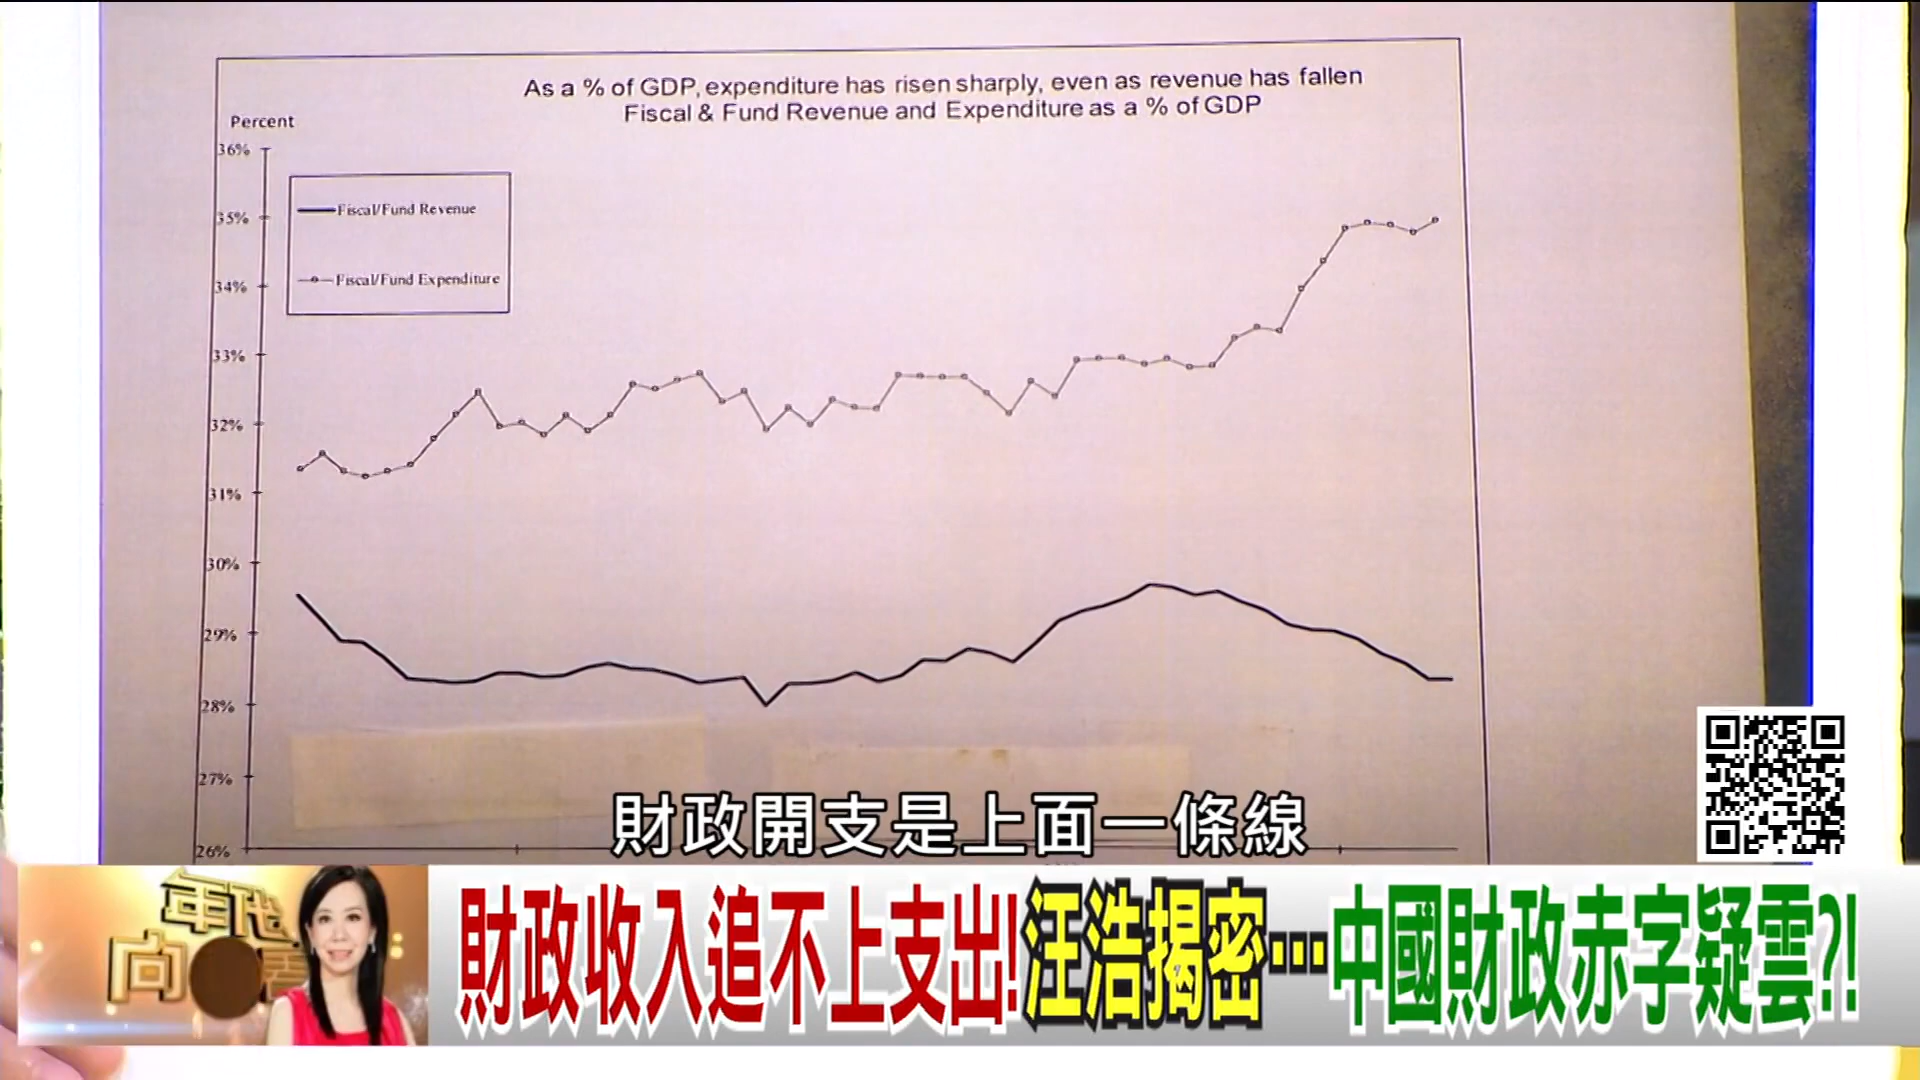 As a % of GDP, expenditure has risen sharply, even as revenue has fallen
Fiscal & Fund Revenue and Expenditure as a % of GDP
Percent
36%
35%
34%
33%
32%
31%
30%
29%
28%
27%
26%
Fiscal/Fund Revenue
Fiscal/Fund Expenditure
財政開支是上面一條線
年代
向
財政收入追不上支出!汪浩揭密…中國財政赤字疑雲?!